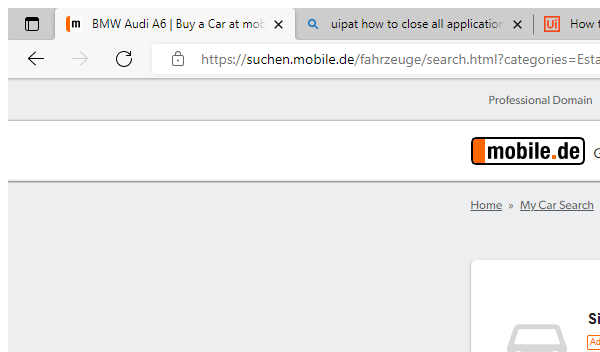 m BMW Audi A6 | Buy a Car at mob uipat how to close all application Ui How t
https://suchen.mobile.de/fahrzeuge/search.html?categories=Esta
Professional Domain
mobile.de G
Home » My Car Search
Si
Ad